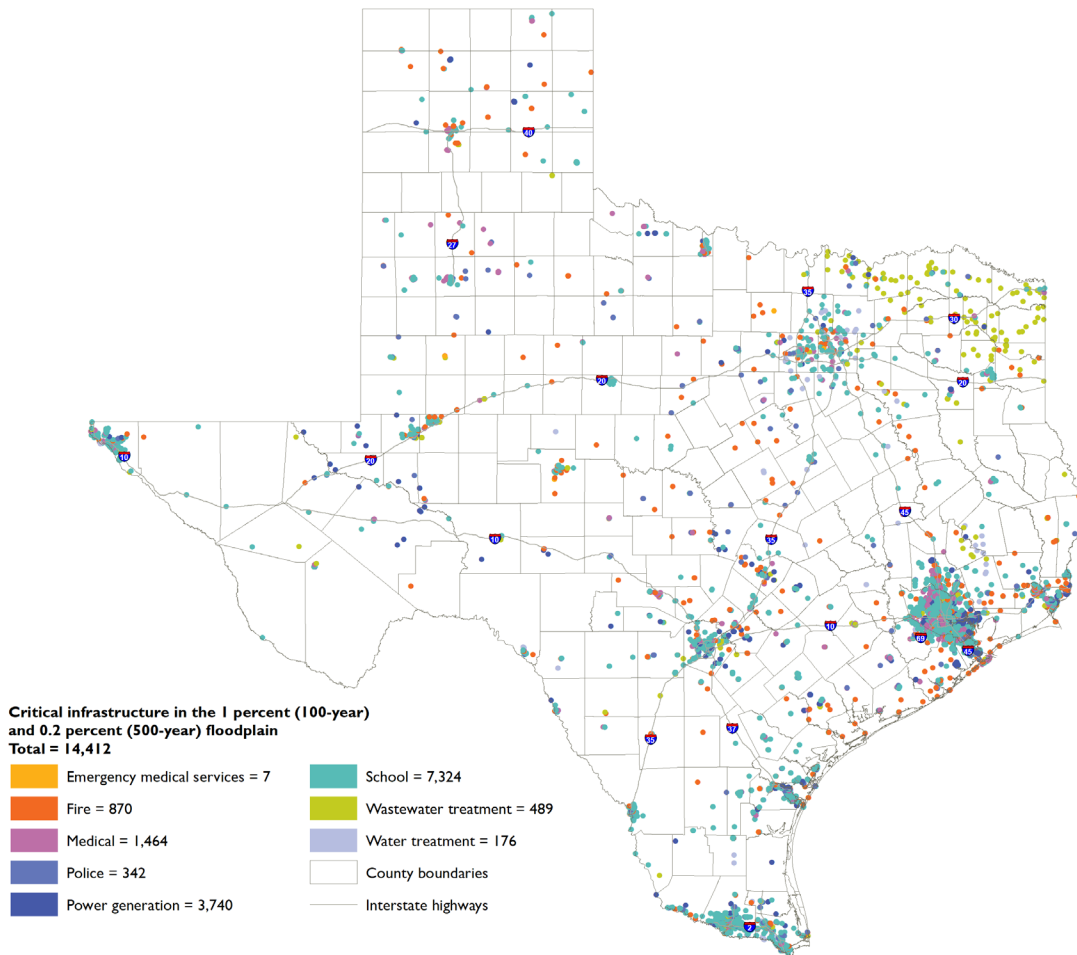 40
27
35
30
20
20
10
20
45
10
35
10
69
45
37
35
2
Critical infrastructure in the 1 percent (100-year)
and 0.2 percent (500-year) floodplain
Total = 14,412
Emergency medical services = 7
Fire = 870
Medical = 1,464
Police = 342
Power generation = 3,740
School = 7,324
Wastewater treatment = 489
Water treatment = 176
County boundaries
Interstate highways